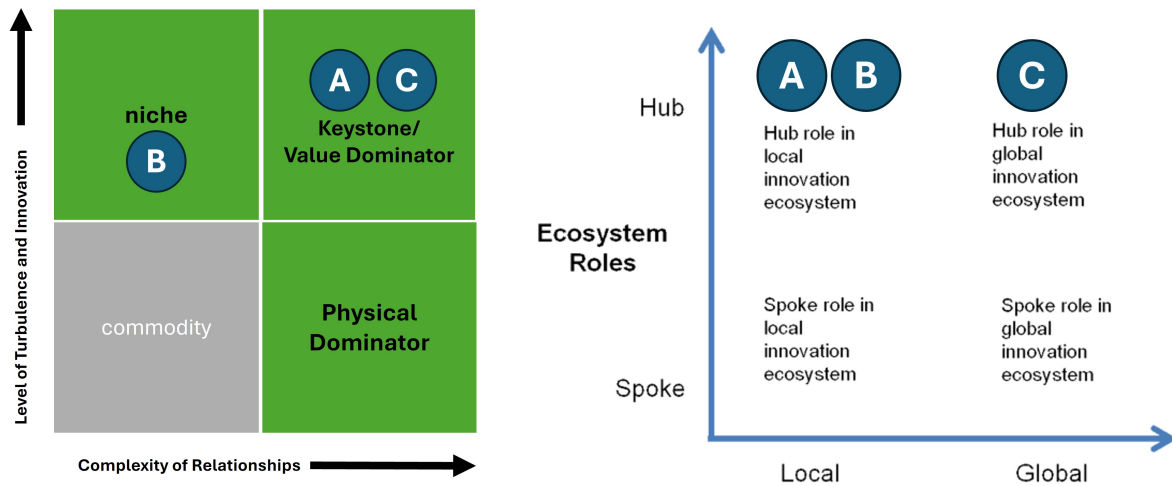 Level of Turbulence and Innovation
niche
B
A
C
Keystone/
Value Dominator
commodity
Physical
Dominator
Complexity of Relationships
Ecosystem
Roles
Hub
A
B
C
Hub role in
local
innovation
ecosystem
Hub role in
global
innovation
ecosystem
Spoke
Spoke role in
local
innovation
ecosystem
Spoke role in
global
innovation
ecosystem
Local
Global